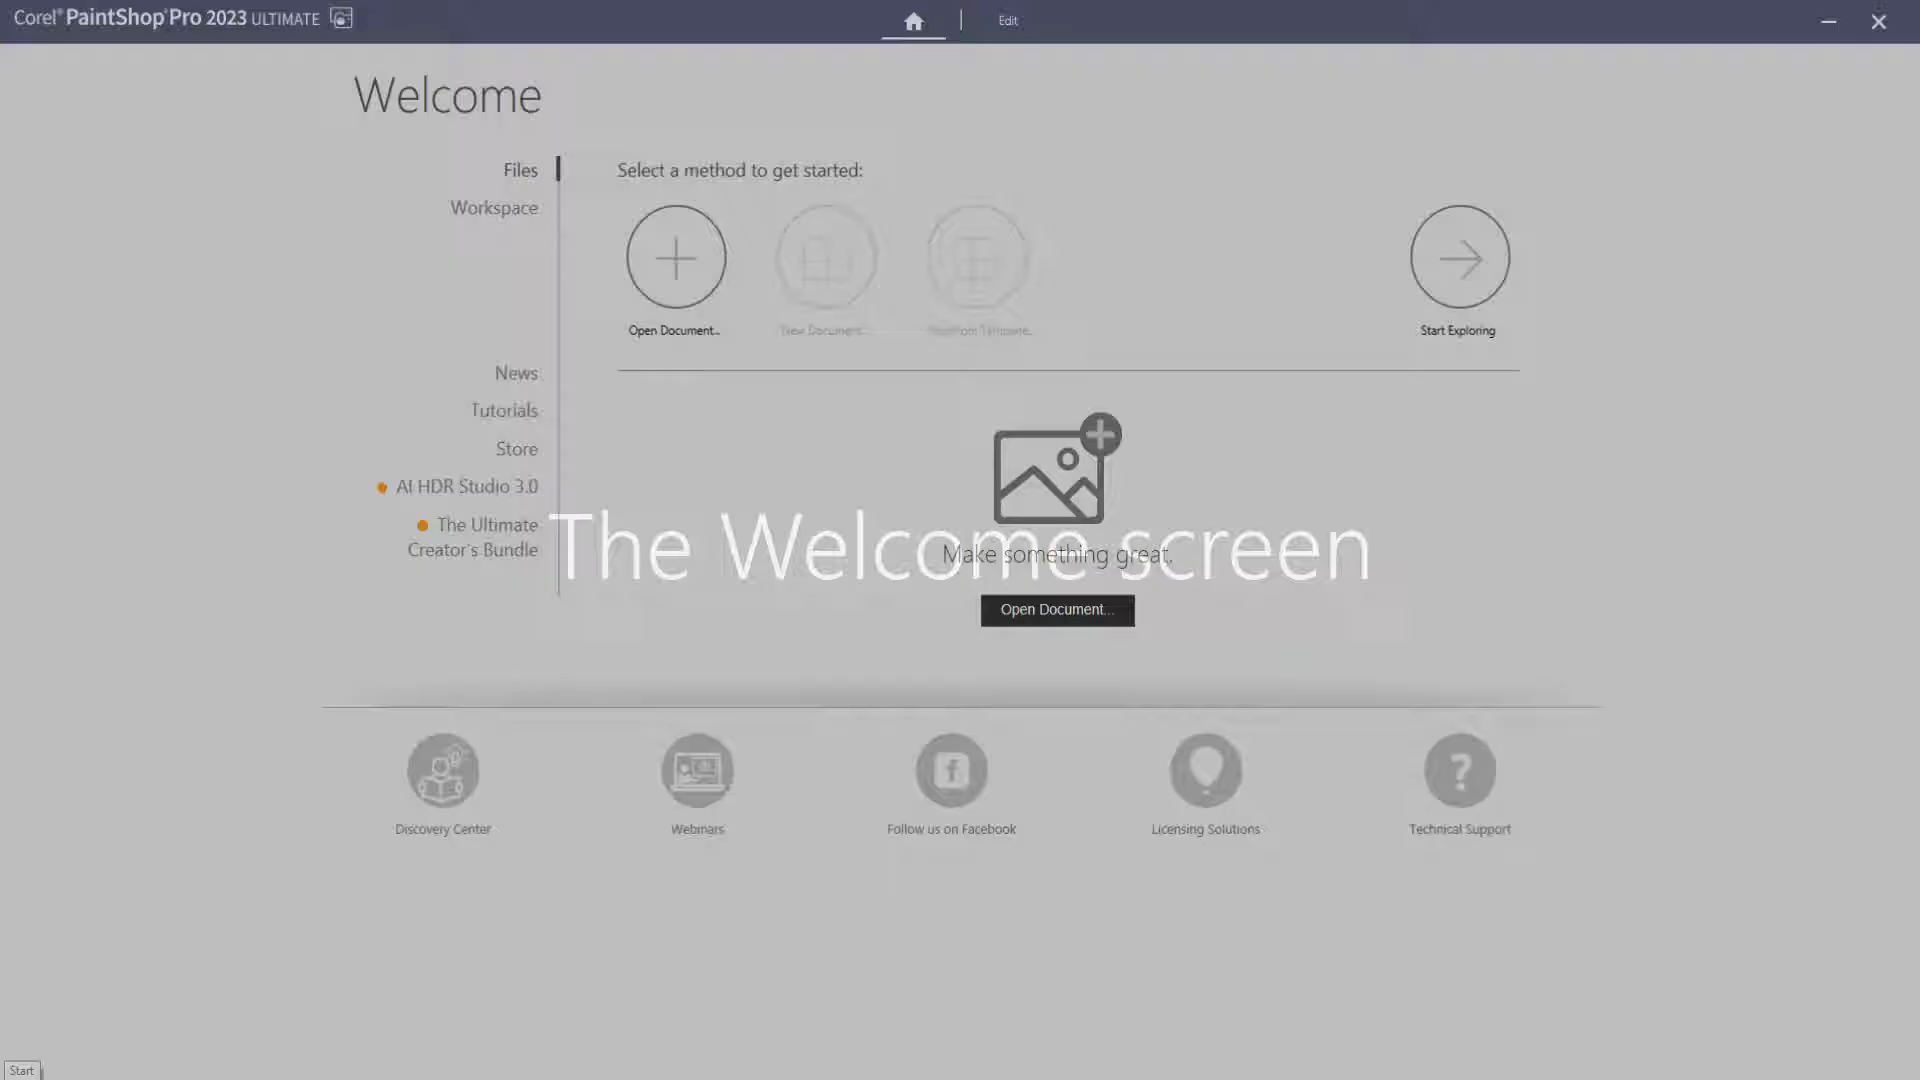 Corel® PaintShop® Pro 2023 ULTIMATE
Edit
Welcome
Files
Workspace
Select a method to get started:
Open Document...
New Document...
Start Exploring
News
Tutorials
Store
AI HDR Studio 3.0
The Ultimate
Creator's Bundle
The Welcome screen
Make something great.
Open Document...
Discovery Center
Webinars
Follow us on Facebook
Licensing Solutions
Technical Support
Start